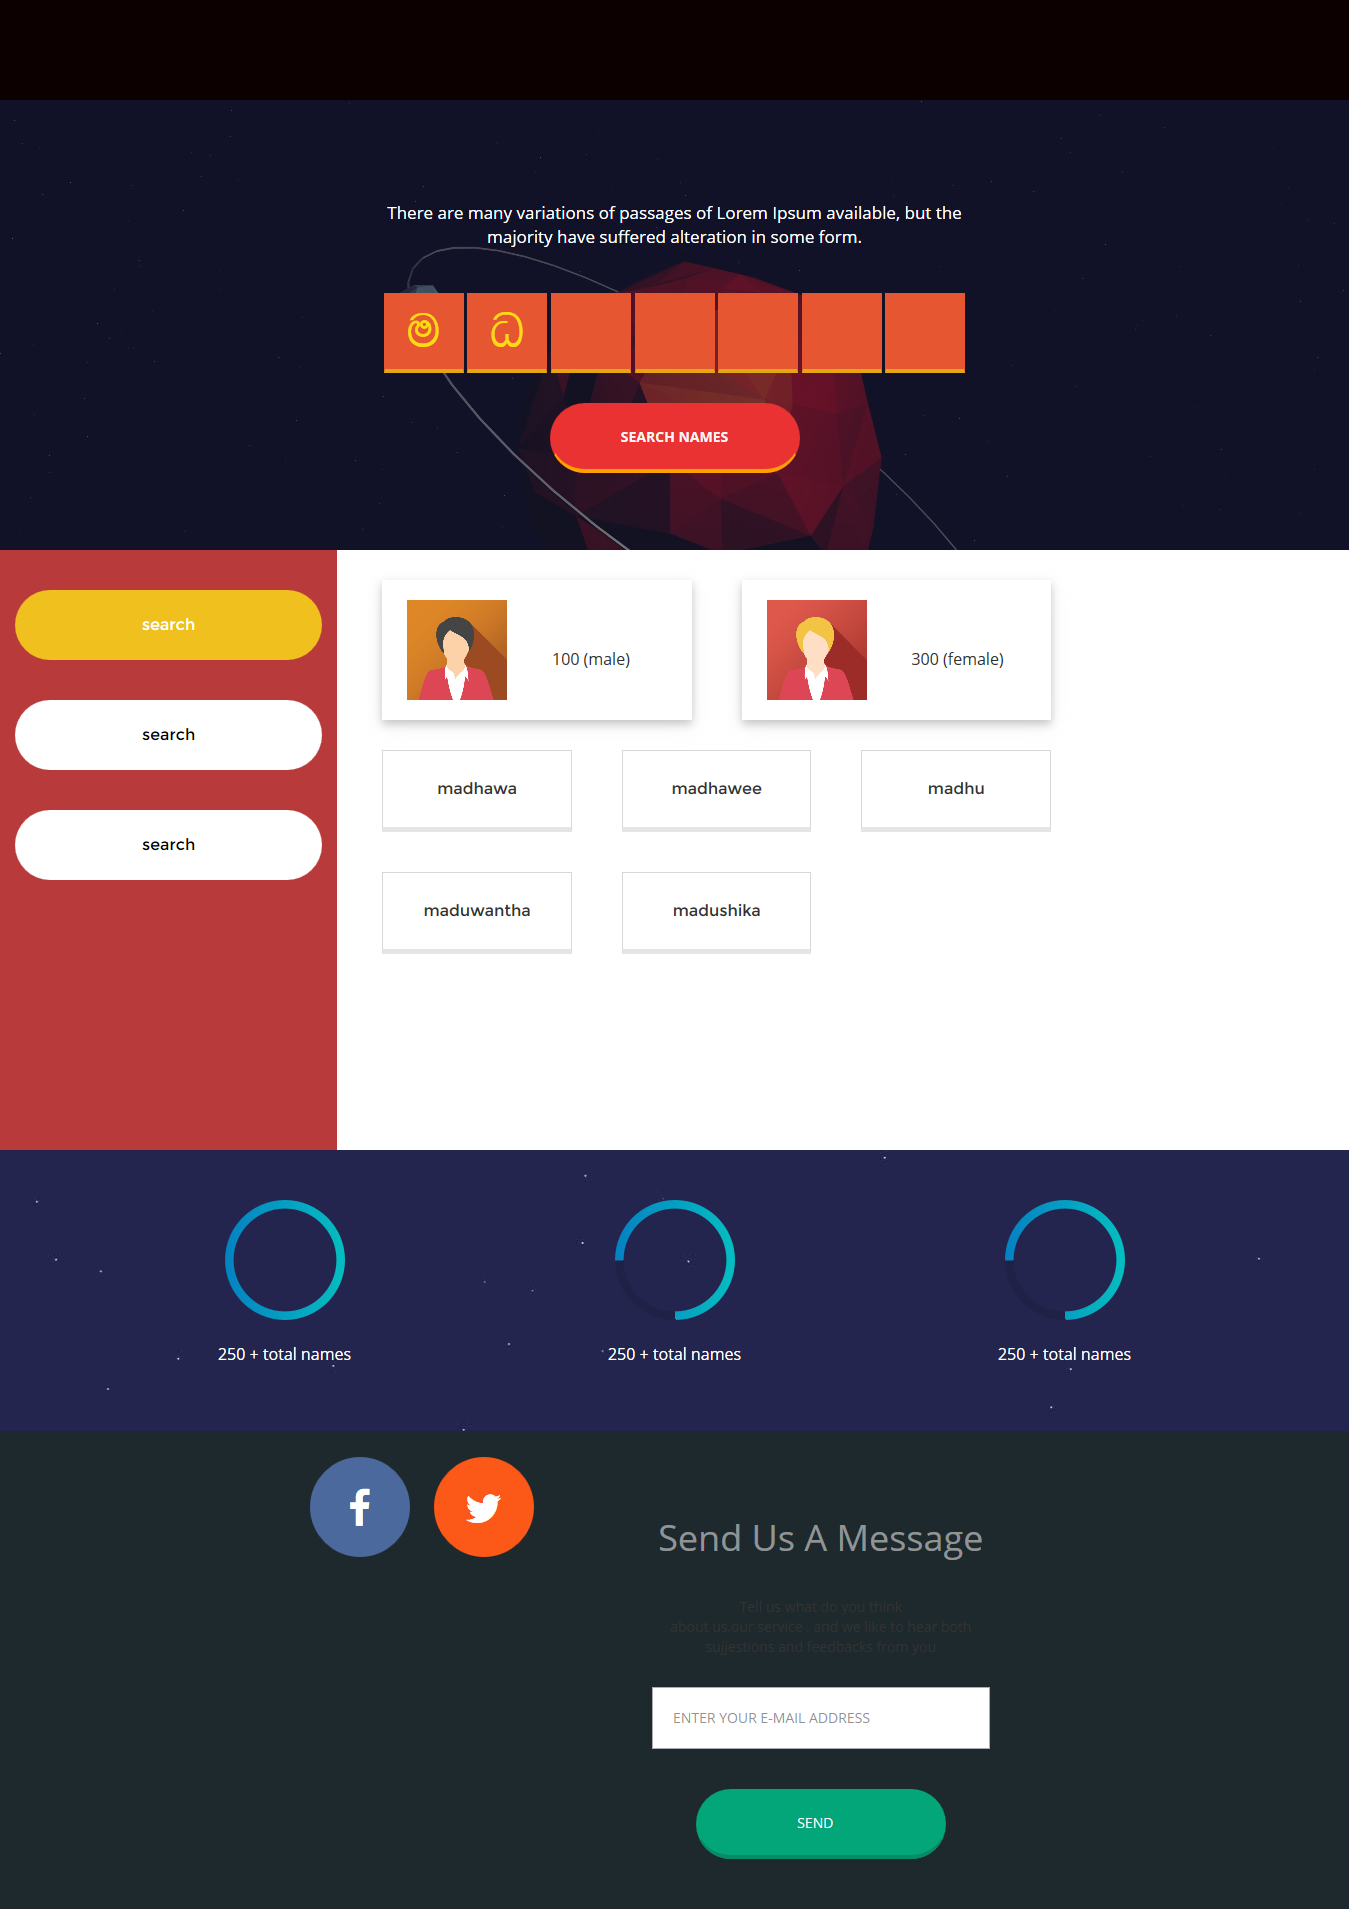 There are many variations of passages of Lorem Ipsum available, but the
majority have suffered alteration in some form.
ම ධ
SEARCH NAMES
search
search
search
100 (male)
300 (female)
madhawa
madhawee
madhu
maduwantha
madushika
250 + total names
250 + total names
250 + total names
Send Us A Message
Tell us what do you think
about us,our service . and we like to hear both
sujjestions and feedbacks from you
ENTER YOUR E-MAIL ADDRESS
SEND